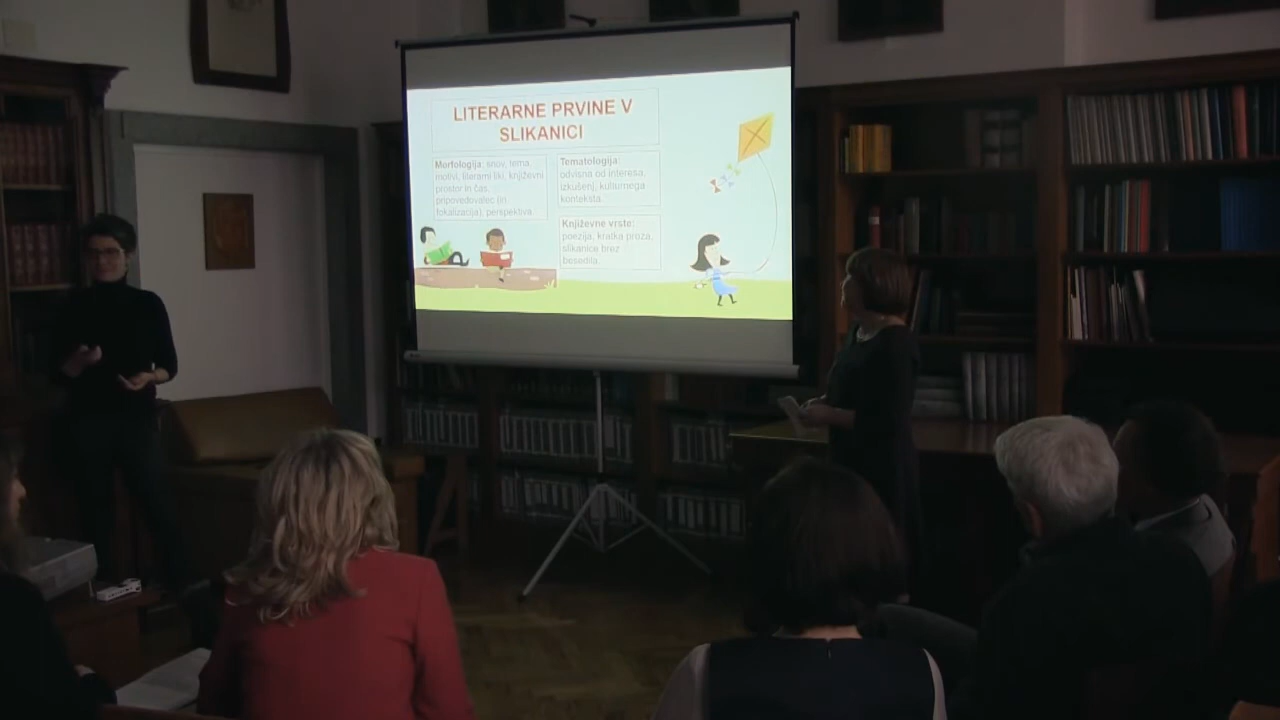 LITERARNE PRVINE V
SLIKANICI
Morfologija: snov, tema,
motivi, literarni liki, književni
prostor in čas,
pripovedovalec (in
fokalizacija), perspektiva
Tematologija:
odvisna od interesa,
izkušenj, kulturnega
konteksta.
Književne vrste:
poezija, kratka proza,
slikanice brez
besedila.